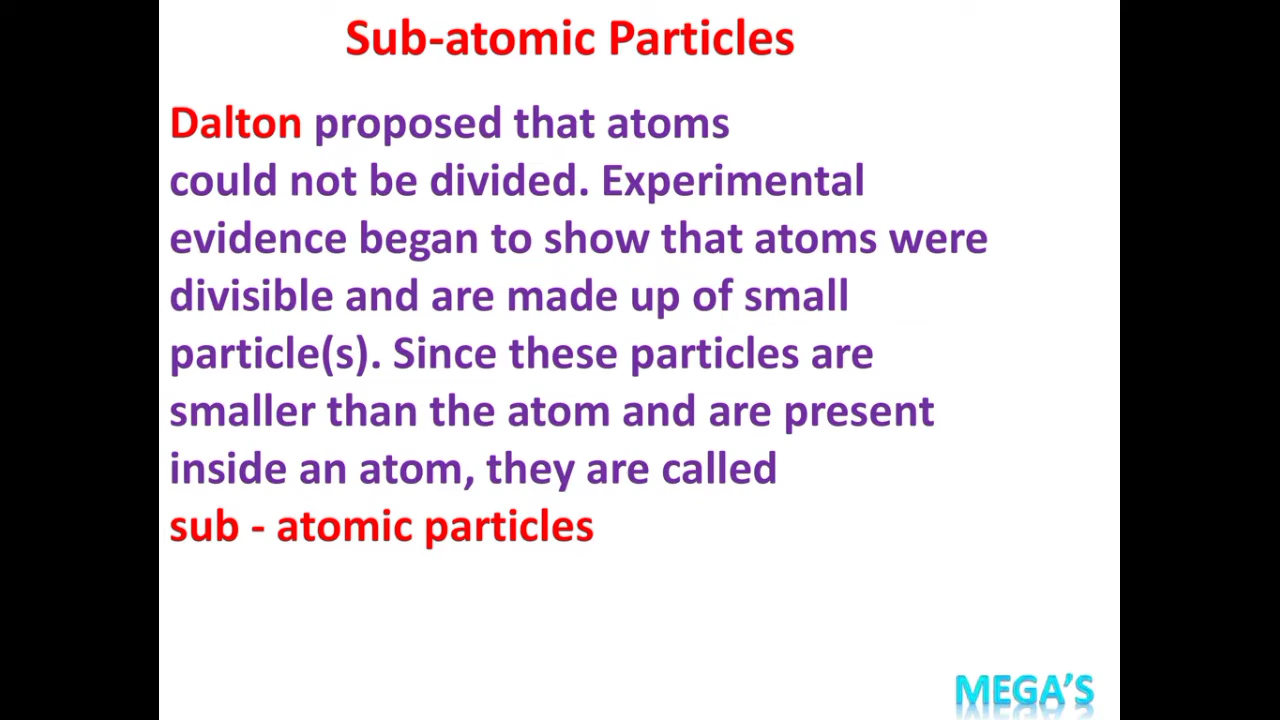 Sub-atomic Particles
Dalton proposed that atoms
could not be divided. Experimental
evidence began to show that atoms were
divisible and are made up of small
particle(s). Since these particles are
smaller than the atom and are present
inside an atom, they are called
sub - atomic particles
MEGA'S